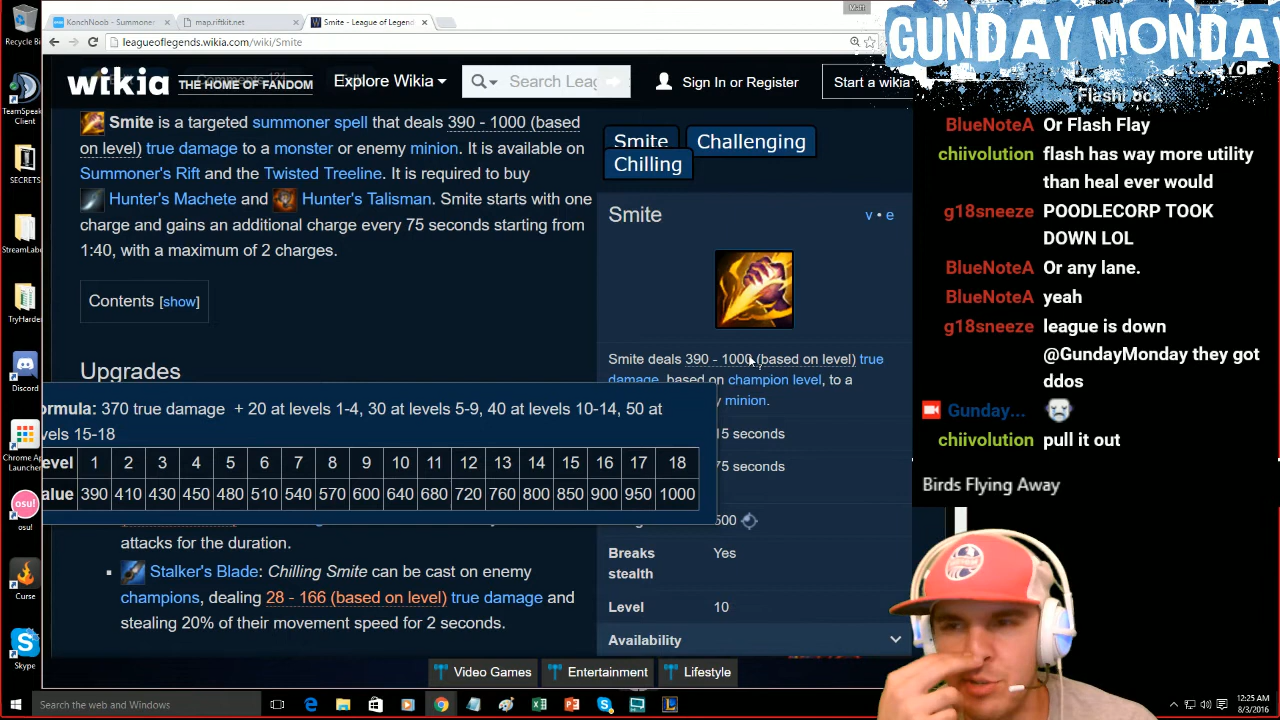 Recycle Bi
TeamSpeak
Client
SECRETS
StreamLabe
TryHarder
Discord
Chrome Ap
Launcher
osu!
osu!
Curse
Skype
KonchNoob - Summoner
map.riftkit.net
Smite - League of Legend
Matt
leagueoflegends.wikia.com/wiki/Smite
wikia
THE HOME OF FANDOM
Explore Wikia
Search Leag
Sign In or Register
Start a wikia
Smite is a targeted summoner spell that deals 390 - 1000 (based
on level) true damage to a monster or enemy minion. It is available on
Summoner's Rift and the Twisted Treeline. It is required to buy
Hunter's Machete and Hunter's Talisman. Smite starts with one
charge and gains an additional charge every 75 seconds starting from
1:40, with a maximum of 2 charges.
Contents [show]
Upgrades
ormula: 370 true damage + 20 at levels 1-4, 30 at levels 5-9, 40 at levels 10-14, 50 at
vels 15-18
evel 1 2 3 4 5 6 7 8 9 10 11 12 13 14 15 16 17 18
alue 390 410 430 450 480 510 540 570 600 640 680 720 760 800 850 900 950 1000
attacks for the duration.
Stalker's Blade: Chilling Smite can be cast on enemy
champions, dealing 28 - 166 (based on level) true damage and
stealing 20% of their movement speed for 2 seconds.
Smite
Challenging
Chilling
Smite
v • e
Smite deals 390 - 1000 (based on level) true
damage, based on champion level, to a
minion.
15 seconds
75 seconds
500
Breaks
stealth
Yes
Level
10
Availability
Video Games
Entertainment
Lifestyle
GUNDAY MONDA
Yo
BlueNoteA Or Flash Flay
chiivolution flash has way more utility
than heal ever would
g18sneeze POODLECORP TOOK
DOWN LOL
BlueNoteA Or any lane.
BlueNoteA yeah
g18sneeze league is down
@GundayMonday they got
ddos
Gunday...
chiivolution pull it out
Birds Flying Away
Search the web and Windows
12:25 AM
8/3/2016